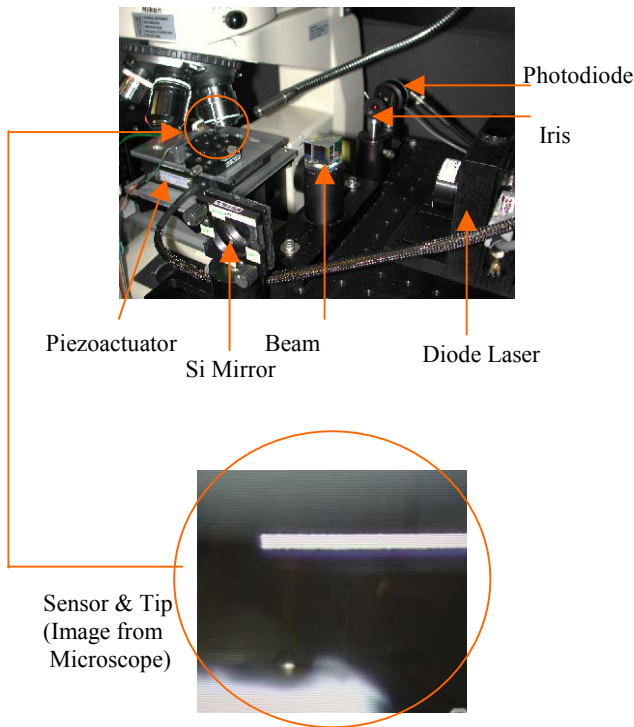 Nikon
Photodiode
Iris
Piezoactuator
Beam
Diode Laser
Si Mirror
Sensor & Tip
(Image from
Microscope)